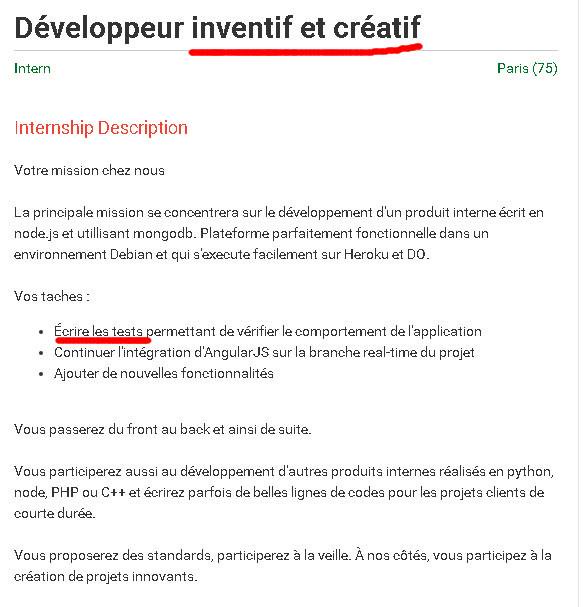 Développeur inventif et créatif
Intern Paris (75)
Internship Description
Votre mission chez nous
La principale mission se concentrera sur le développement d'un produit interne écrit en
node.js et utillisant mongodb. Plateforme parfaitement fonctionnelle dans un
environnement Debian et qui s'execute facilement sur Heroku et DO.
Vos taches :
• Écrire les tests permettant de vérifier le comportement de l'application
• Continuer l'intégration d'AngularJS sur la branche real-time du projet
• Ajouter de nouvelles fonctionnalités
Vous passerez du front au back et ainsi de suite.
Vous participerez aussi au développement d'autres produits internes réalisés en python,
node, PHP ou C++ et écrirez parfois de belles lignes de codes pour les projets clients de
courte durée.
Vous proposerez des standards, participerez à la veille. À nos côtés, vous participez à la
création de projets innovants.